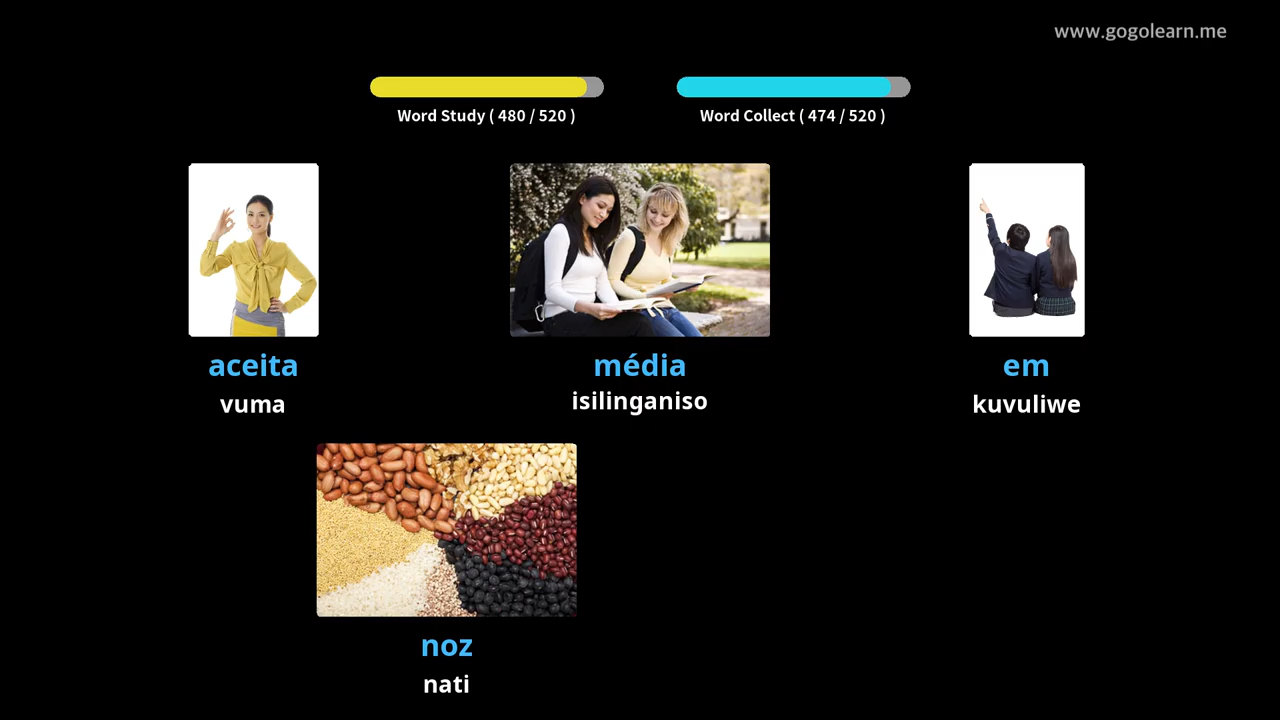 www.gogolearn.me
Word Study ( 480 / 520 )
Word Collect ( 474 / 520 )
aceita
vuma
média
isilinganiso
em
kuvuliwe
noz
nati